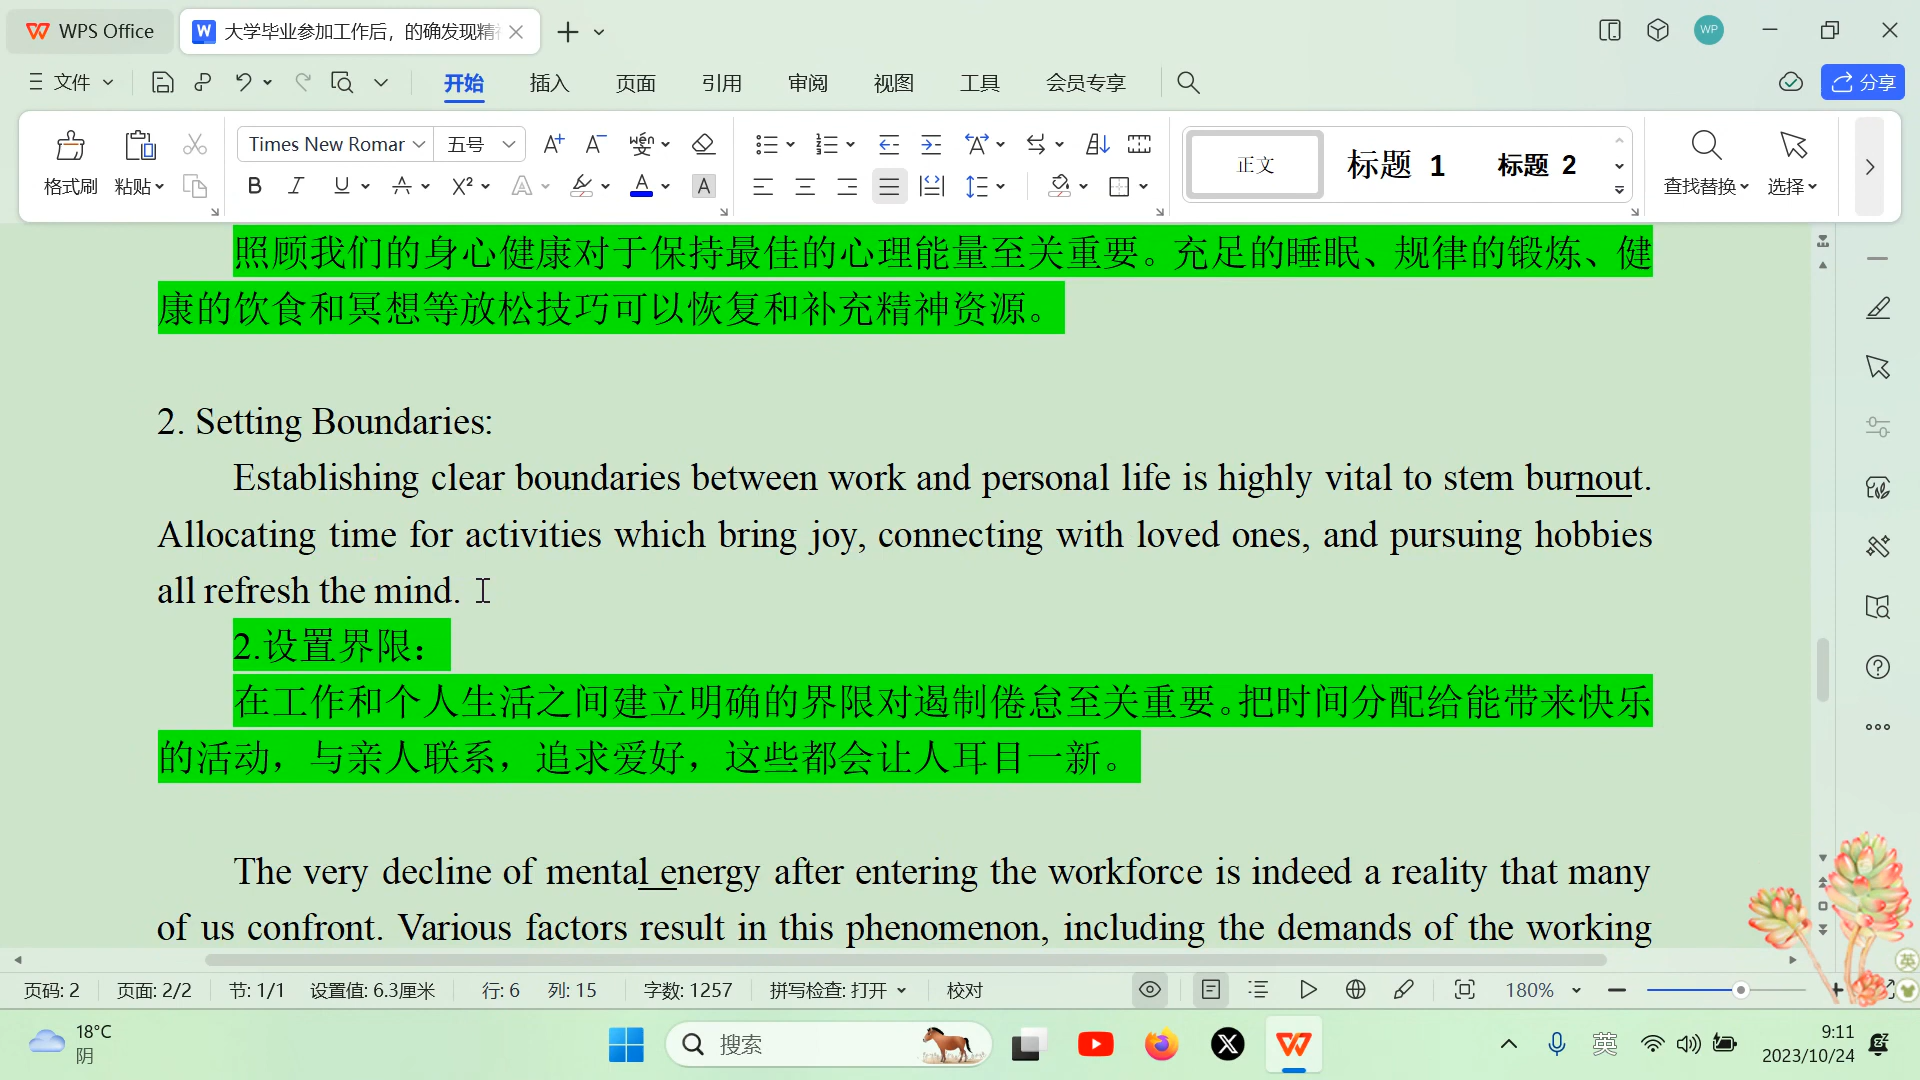 WPS Office
大学毕业参加工作后，的确发现精
WP
文件
开始
插入
页面
引用
审阅
视图
工具
会员专享
分享
格式刷
粘贴
Times New Romar
五号
正文
标题 1
标题 2
查找替换
选择
照顾我们的身心健康对于保持最佳的心理能量至关重要。充足的睡眠、规律的锻炼、健
康的饮食和冥想等放松技巧可以恢复和补充精神资源。
2. Setting Boundaries:
Establishing clear boundaries between work and personal life is highly vital to stem burnout.
Allocating time for activities which bring joy, connecting with loved ones, and pursuing hobbies
all refresh the mind.
2.设置界限：
在工作和个人生活之间建立明确的界限对遏制倦怠至关重要。把时间分配给能带来快乐
的活动，与亲人联系，追求爱好，这些都会让人耳目一新。
The very decline of mental energy after entering the workforce is indeed a reality that many
of us confront. Various factors result in this phenomenon, including the demands of the working
英
页码: 2
页面: 2/2
节: 1/1
设置值: 6.3厘米
行: 6
列: 15
字数: 1257
拼写检查: 打开
校对
180%
18°C
阴
搜索
英
9:11
2023/10/24